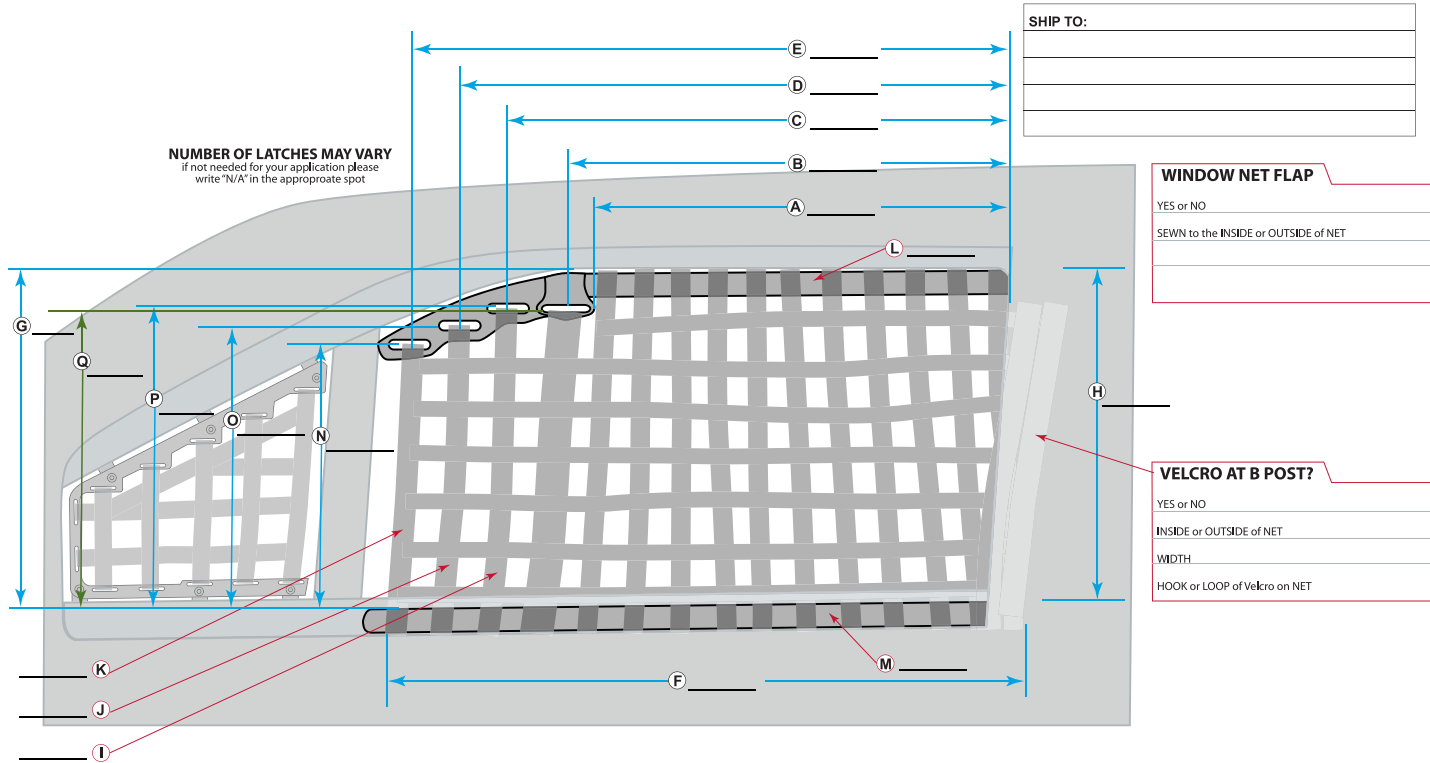 SHIP TO:
E
D
C
NUMBER OF LATCHES MAY VARY
if not needed for your application please
write "N/A" in the approproate spot
B
WINDOW NET FLAP
YES or NO
SEWN to the INSIDE or OUTSIDE of NET
A
L
G
Q
P
O
N
H
VELCRO AT B POST?
YES or NO
INSIDE or OUTSIDE of NET
WIDTH
HOOK or LOOP of Velcro on NET
K
M
F
J
I